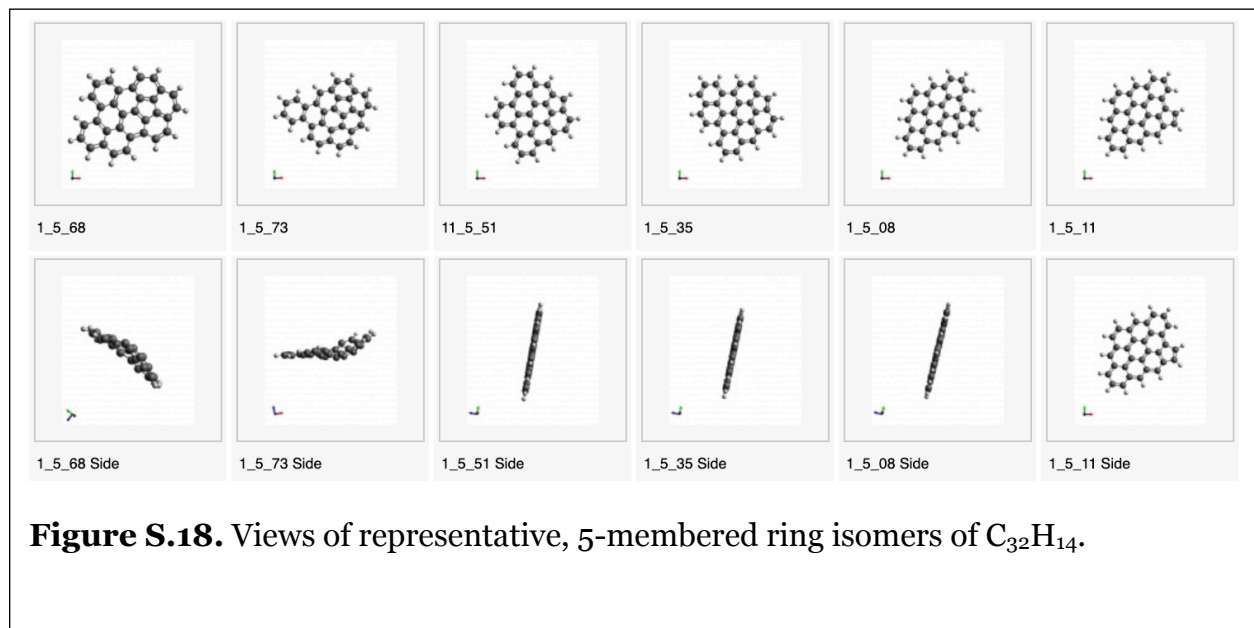 1_5_68
1_5_73
11_5_51
1_5_35
1_5_08
1_5_11
1_5_68 Side
1_5_73 Side
1_5_51 Side
1_5_35 Side
1_5_08 Side
1_5_11 Side
Figure S.18. Views of representative, 5-membered ring isomers of C₃₂H₁₄.